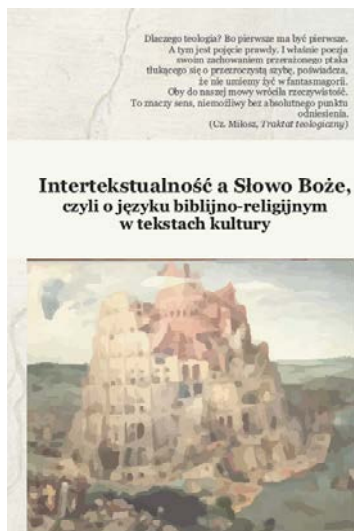 Dlaczego teologia? Bo pierwsze ma być pierwsze.
A tym jest pojęcie prawdy. I właśnie poezja
swoim zachowaniem przerażonego ptaka
tłukącego się o przezroczystą szybę, poświadcza,
że nie umiemy żyć w fantasmagorii.
Oby do naszej mowy wróciła rzeczywistość.
To znaczy sens, niemożliwy bez absolutnego punktu
odniesienia.
(Cz. Miłosz, Traktat teologiczny)
Intertekstualność a Słowo Boże,
czyli o języku biblijno-religijnym
w tekstach kultury